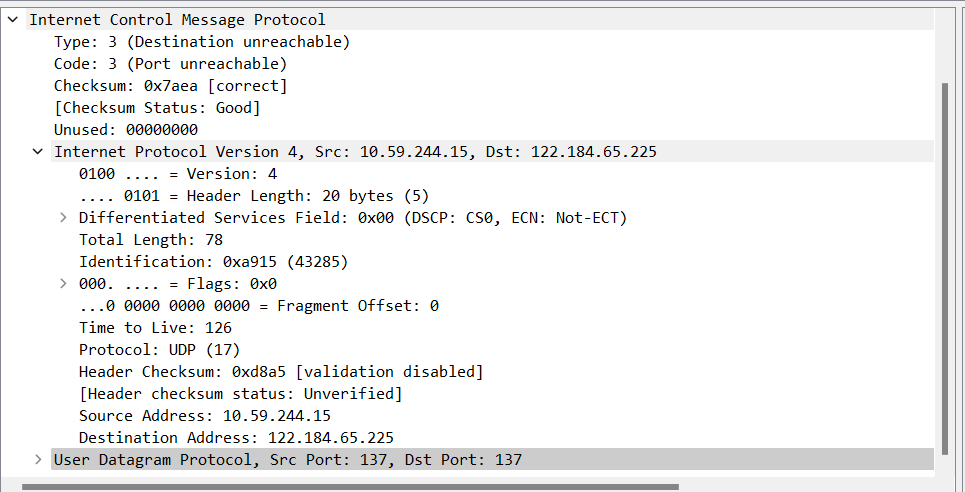 Internet Control Message Protocol
Type: 3 (Destination unreachable)
Code: 3 (Port unreachable)
Checksum: 0x7aea [correct]
[Checksum Status: Good]
Unused: 00000000
Internet Protocol Version 4, Src: 10.59.244.15, Dst: 122.184.65.225
0100 .... = Version: 4
.... 0101 = Header Length: 20 bytes (5)
Differentiated Services Field: 0x00 (DSCP: CS0, ECN: Not-ECT)
Total Length: 78
Identification: 0xa915 (43285)
000. .... = Flags: 0x0
...0 0000 0000 0000 = Fragment Offset: 0
Time to Live: 126
Protocol: UDP (17)
Header Checksum: 0xd8a5 [validation disabled]
[Header checksum status: Unverified]
Source Address: 10.59.244.15
Destination Address: 122.184.65.225
User Datagram Protocol, Src Port: 137, Dst Port: 137